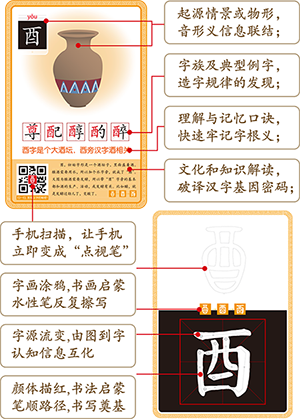 yǒu
酉
起源情景或物形，
音形义信息联结；
字族及典型例字，
造字规律的发现；
尊配醇酌醉
理解与记忆口诀，
快速牢记字根义；
酉字是个大酒坛，酉旁汉字酒相关
文化和知识解读，
破译汉字基因密码；
手机扫描，让手机
立即变成“点视笔”
字画涂鸦，书画启蒙
水性笔反复擦写
字源流变，由图到字
认知信息互化
酉
颜体描红，书法启蒙
笔顺路径，书写奠基